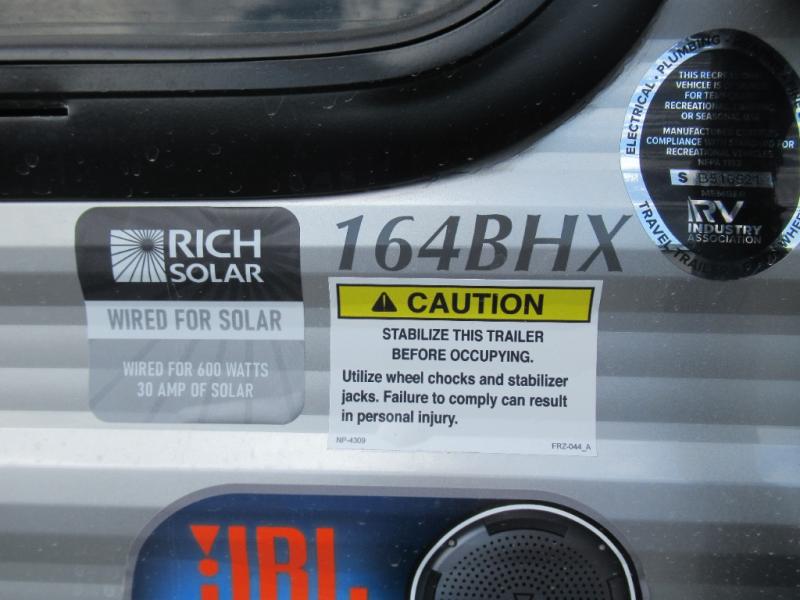 RICH
SOLAR
WIRED FOR SOLAR
WIRED FOR 600 WATTS
30 AMP OF SOLAR
164BHX
CAUTION
STABILIZE THIS TRAILER
BEFORE OCCUPYING.
Utilize wheel chocks and stabilizer
jacks. Failure to comply can result
in personal injury.
NP-4309
FRZ-044_A
ELECTRICAL • PLUMBING
THIS
VEHICLE IS
FOR
RECREATIONAL,
OR SEASONAL USE
MANUFACTURER
COMPLIANCE WITH STANDARD FOR
RECREATIONAL VEHICLES
NFPA
S
MEMBER
RV
INDUSTRY
ASSOCIATION
TRAVEL TRAILER
JBL